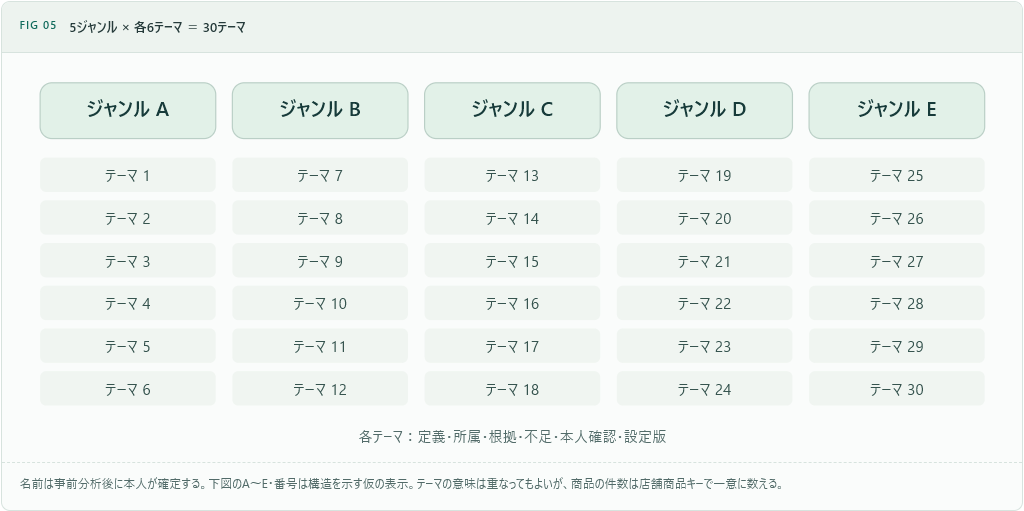 FIG 05 5ジャンル × 各6テーマ = 30テーマ
ジャンル A ジャンル B ジャンル C ジャンル D ジャンル E
テーマ 1 テーマ 7 テーマ 13 テーマ 19 テーマ 25
テーマ 2 テーマ 8 テーマ 14 テーマ 20 テーマ 26
テーマ 3 テーマ 9 テーマ 15 テーマ 21 テーマ 27
テーマ 4 テーマ 10 テーマ 16 テーマ 22 テーマ 28
テーマ 5 テーマ 11 テーマ 17 テーマ 23 テーマ 29
テーマ 6 テーマ 12 テーマ 18 テーマ 24 テーマ 30
各テーマ：定義・所属・根拠・不足・本人確認・設定版
名前は事前分析後に本人が確定する。下図のA〜E・番号は構造を示す仮の表示。テーマの意味は重なってもよいが、商品の件数は店舗商品キーで一意に数える。